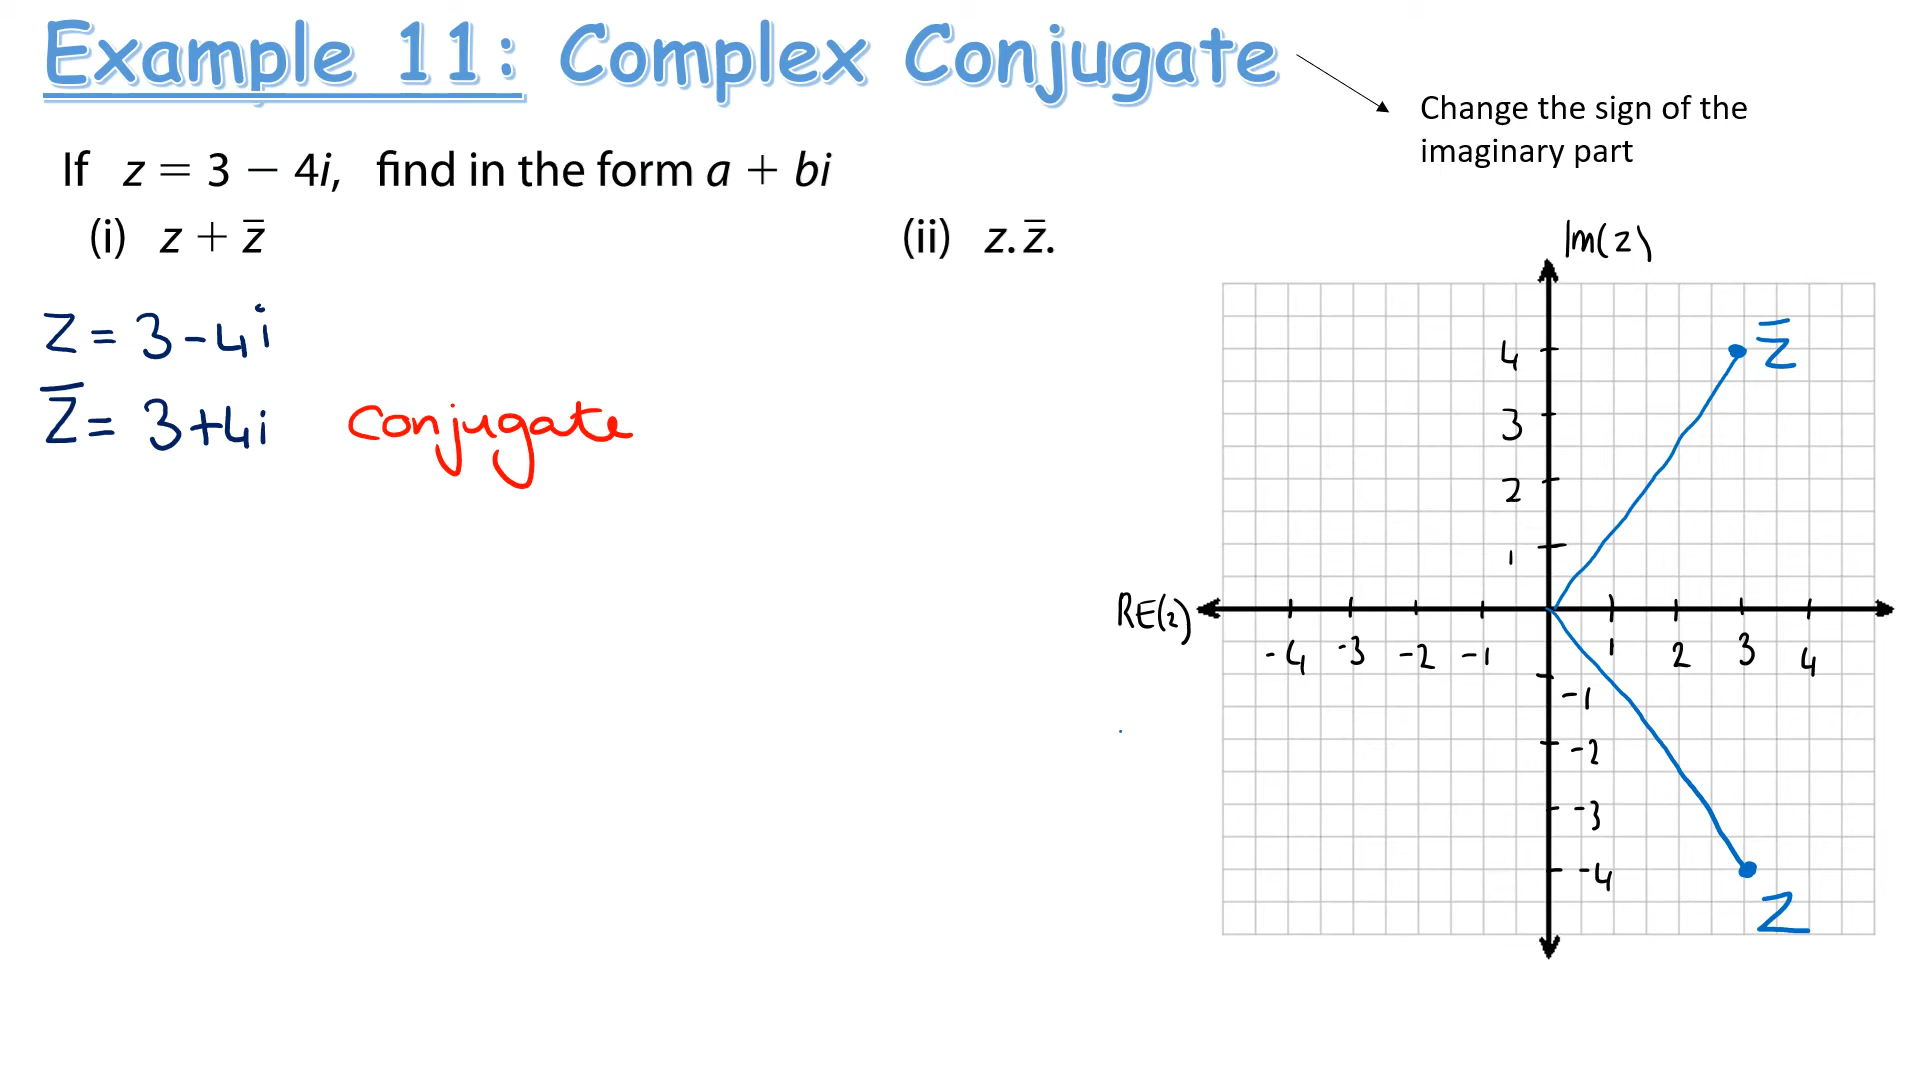 Example 11: Complex Conjugate
Change the sign of the
imaginary part
If z = 3 − 4i, find in the form a + bi
(i) z + z̅
(ii) z. z̅.
z = 3 - 4i
z̅ = 3 + 4i conjugate
Im(z)
z̅
4
3
2
1
RE(z)
-4 -3 -2 -1 1 2 3 4
-1
-2
-3
-4
z